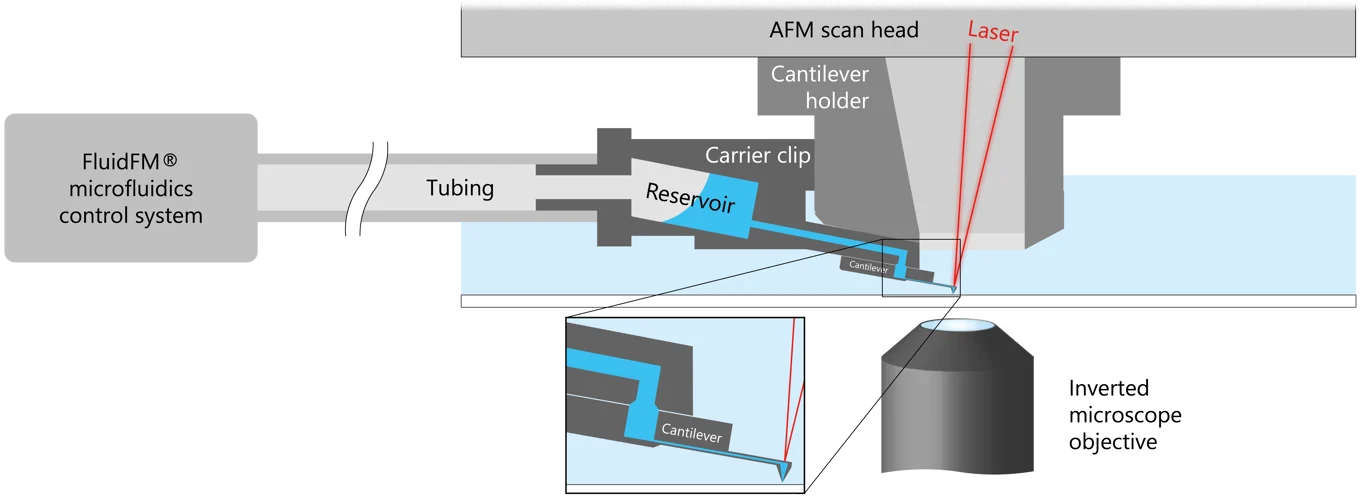 AFM scan head
Laser
Cantilever
holder
FluidFM®
microfluidics
control system
Tubing
Carrier clip
Reservoir
Cantilever
Cantilever
Inverted
microscope
objective